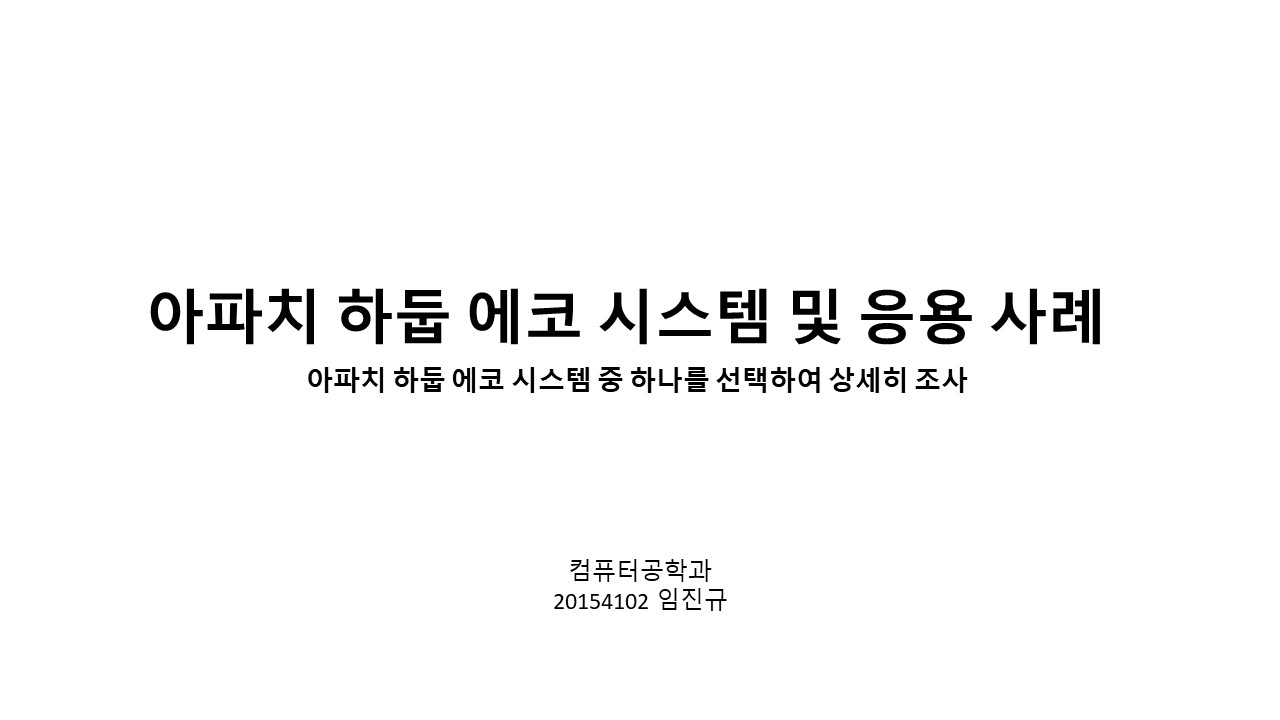 아파치 하둡 에코 시스템 및 응용 사례
아파치 하둡 에코 시스템 중 하나를 선택하여 상세히 조사
컴퓨터공학과
20154102 임진규